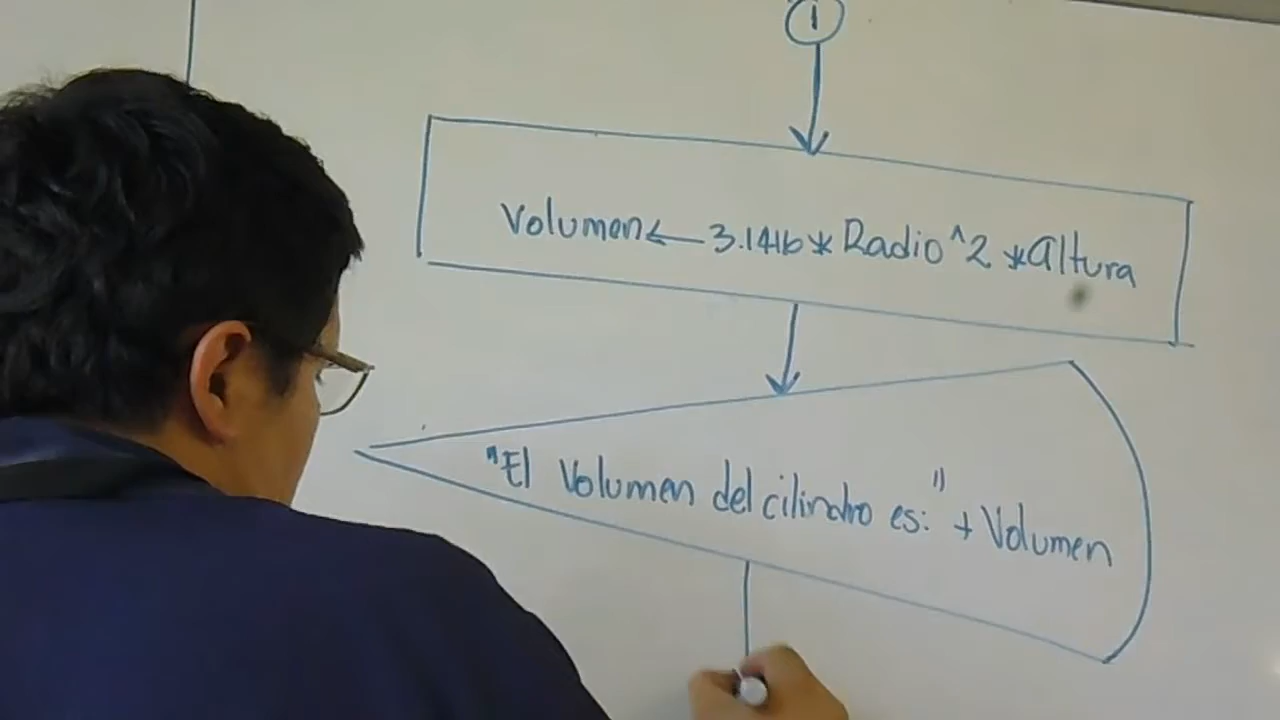 1
Volumen ← 3.1416 * Radio ^ 2 * altura
"El Volumen del cilindro es: " + Volumen